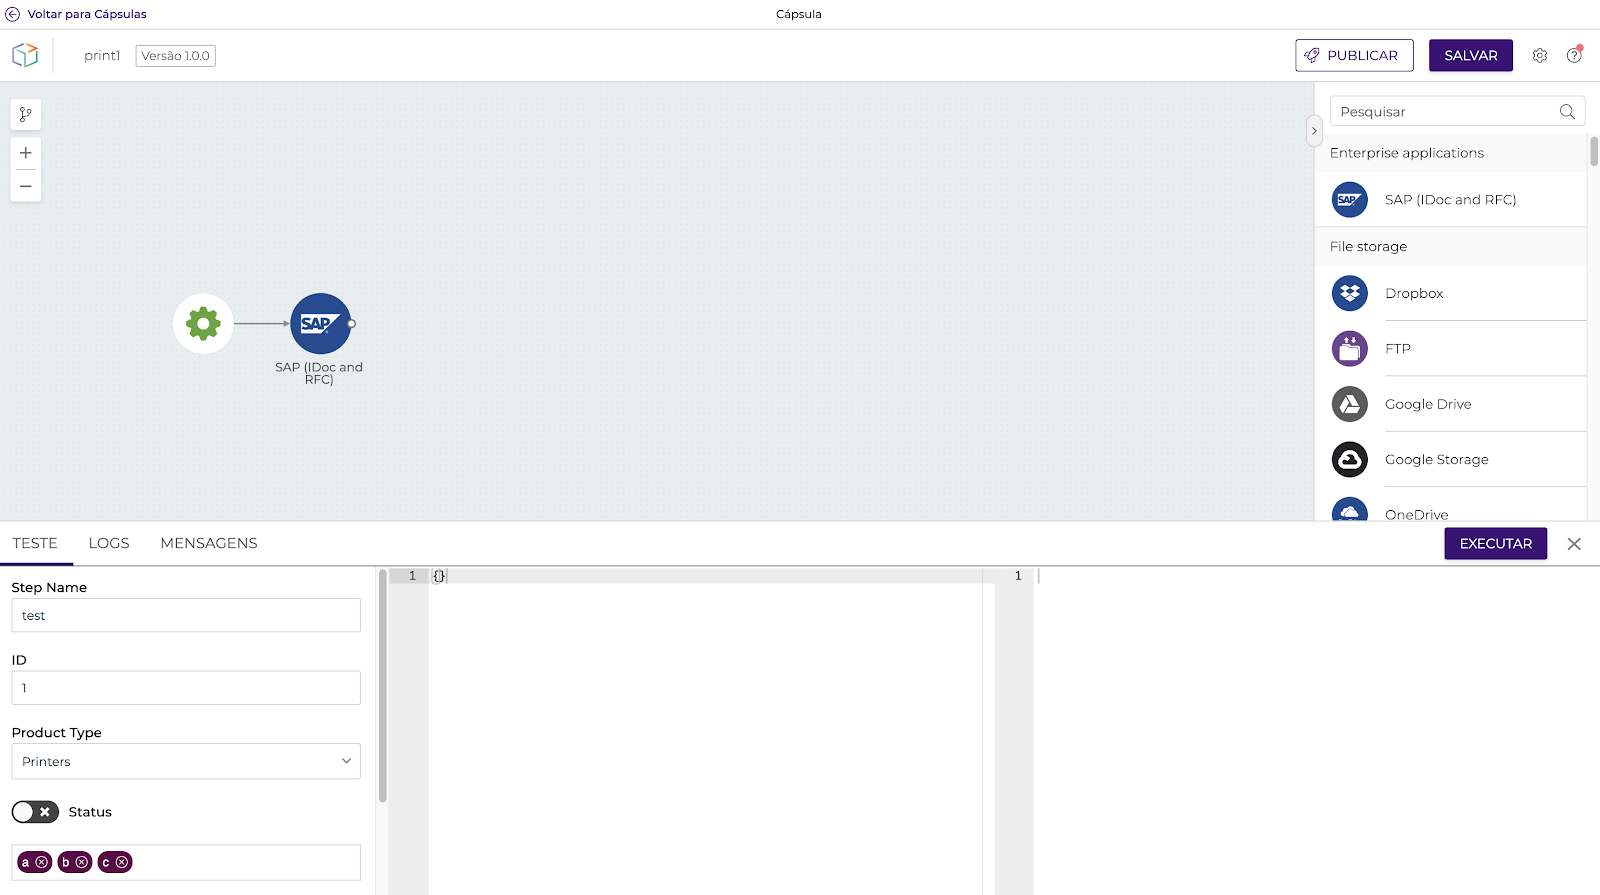 Voltar para Cápsulas
Cápsula
print1
Versão 1.0.0
PUBLICAR
SALVAR
Pesquisar
Enterprise applications
SAP SAP (IDoc and RFC)
File storage
Dropbox
FTP
Google Drive
Google Storage
OneDrive
SAP
SAP (IDoc and
RFC)
TESTE
LOGS
MENSAGENS
EXECUTAR
Step Name
test
ID
1
Product Type
Printers
Status
a
b
c
1 {}
1